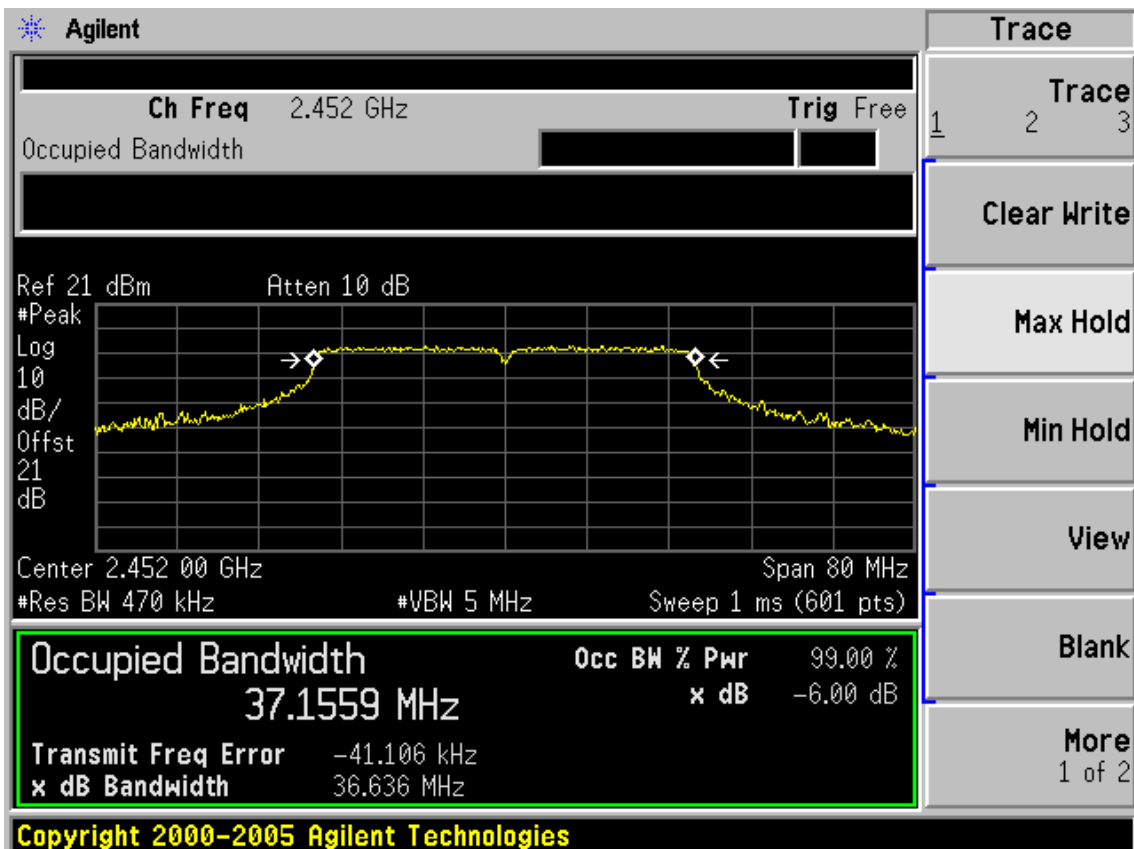 Agilent
Ch Freq 2.452 GHz Trig Free
Occupied Bandwidth
Ref 21 dBm Atten 10 dB
#Peak
Log
10
dB/
Offst
21
dB
Center 2.452 00 GHz Span 80 MHz
#Res BW 470 kHz #VBW 5 MHz Sweep 1 ms (601 pts)
Occupied Bandwidth Occ BW % Pwr 99.00 %
37.1559 MHz x dB -6.00 dB
Transmit Freq Error -41.106 kHz
x dB Bandwidth 36.636 MHz
Copyright 2000-2005 Agilent Technologies
Trace
Trace
1 2 3
Clear Write
Max Hold
Min Hold
View
Blank
More
1 of 2